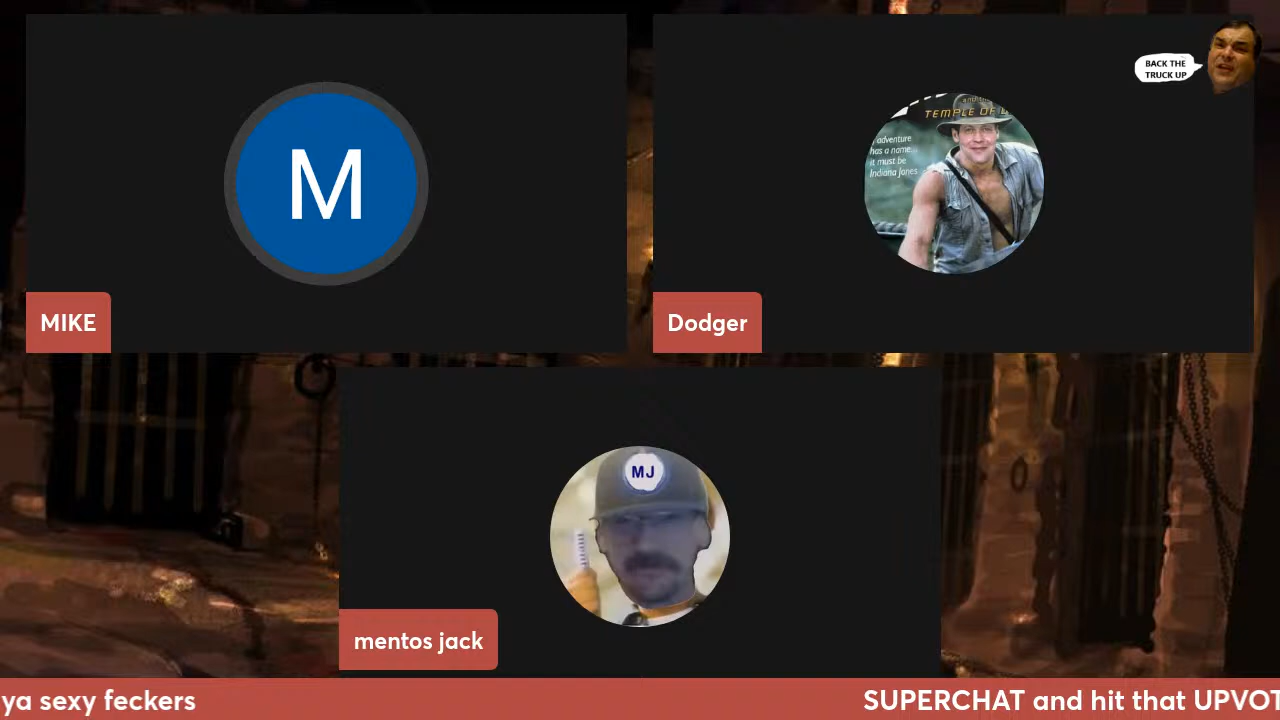 M
MIKE
BACK THE
TRUCK UP
TEMPLE OF
adventure
has a name...
it must be
Indiana Jones
Dodger
MJ
mentos jack
ya sexy feckers
SUPERCHAT and hit that UPVOT